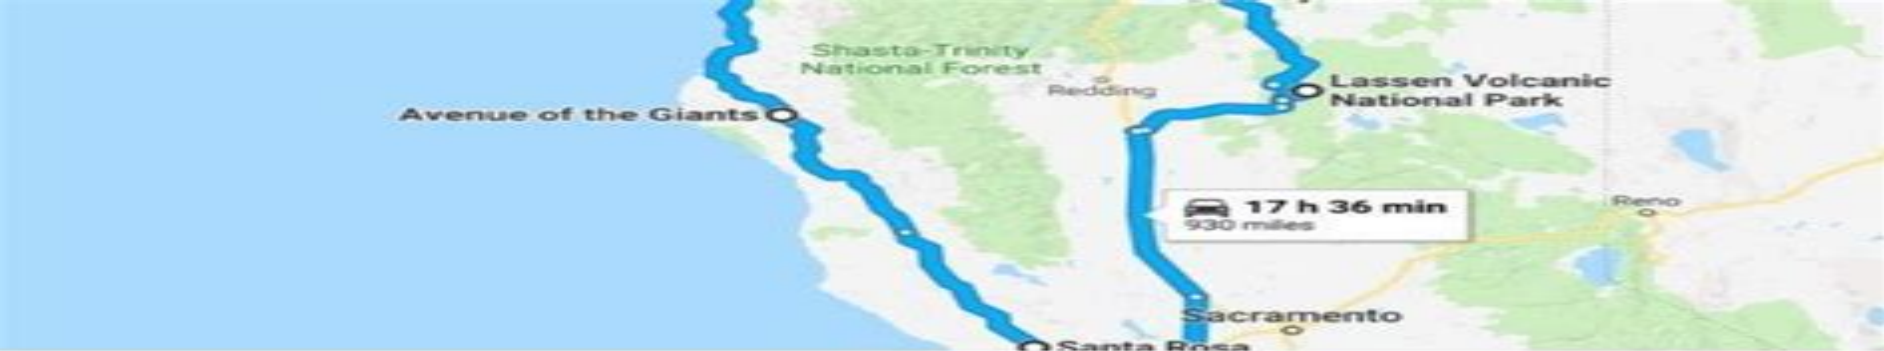 Shasta-Trinity
National Forest
Redding
Lassen Volcanic
National Park
Avenue of the Giants
17 h 36 min
930 miles
Reno
Sacramento
Santa Rosa